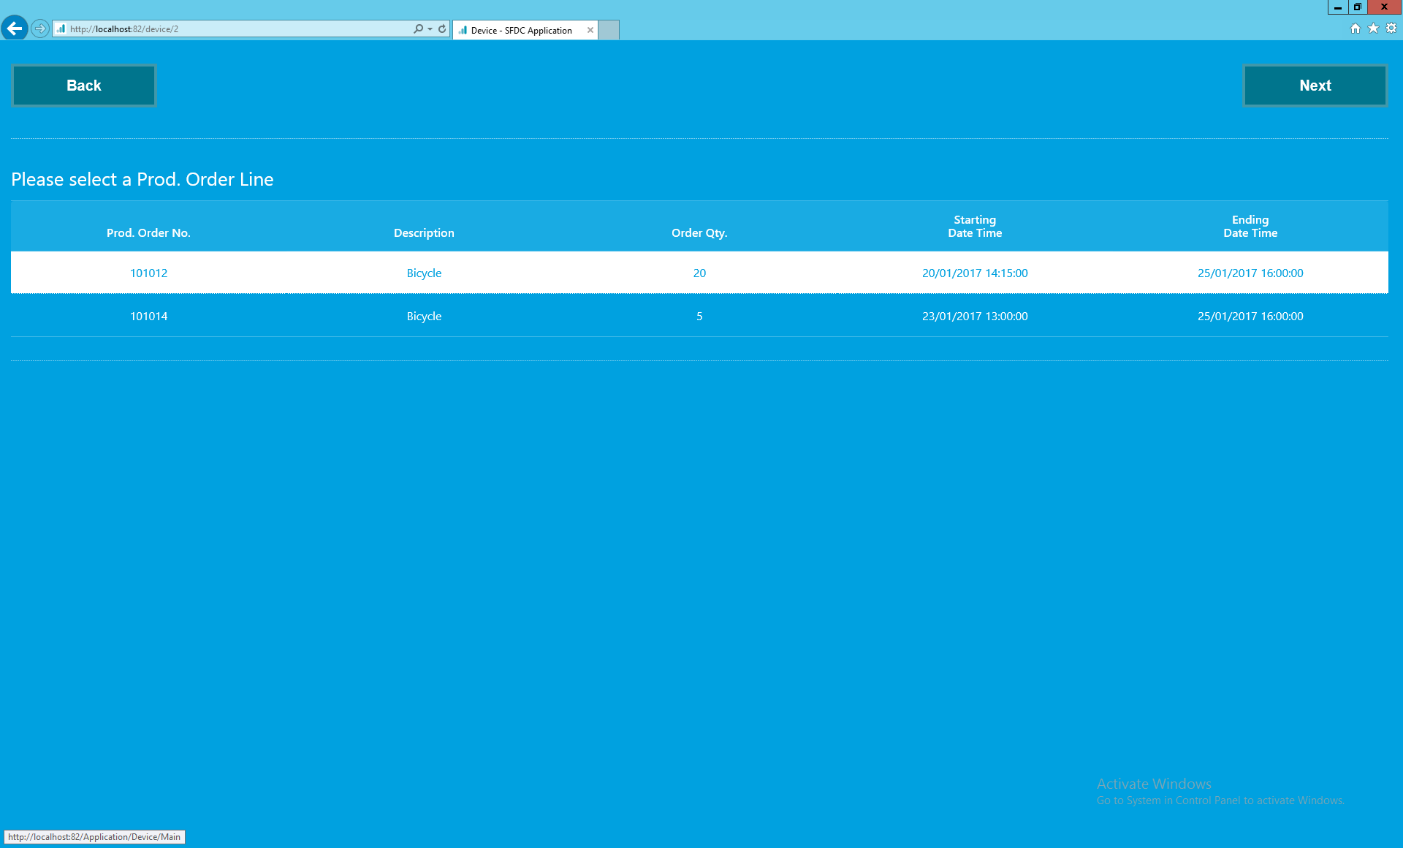 http://localhost:82/device/2
Device - SFDC Application
Back
Next
Please select a Prod. Order Line
Prod. Order No. Description Order Qty. Starting Date Time Ending Date Time
101012 Bicycle 20 20/01/2017 14:15:00 25/01/2017 16:00:00
101014 Bicycle 5 23/01/2017 13:00:00 25/01/2017 16:00:00
Activate Windows
Go to System in Control Panel to activate Windows.
http://localhost:82/Application/Device/Main